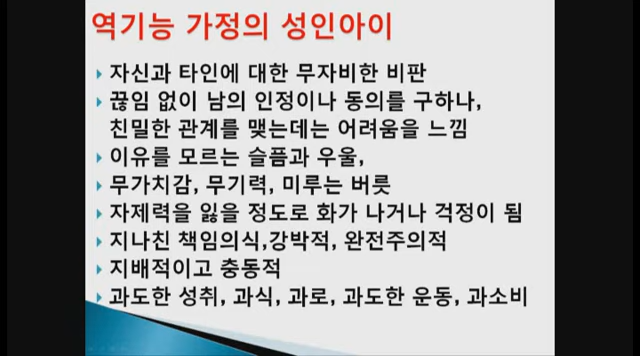 역기능 가정의 성인아이
자신과 타인에 대한 무자비한 비판
끊임 없이 남의 인정이나 동의를 구하나,
친밀한 관계를 맺는데는 어려움을 느낌
이유를 모르는 슬픔과 우울,
무가치감, 무기력, 미루는 버릇
자제력을 잃을 정도로 화가 나거나 걱정이 됨
지나친 책임의식,강박적, 완전주의적
지배적이고 충동적
과도한 성취, 과식, 과로, 과도한 운동, 과소비